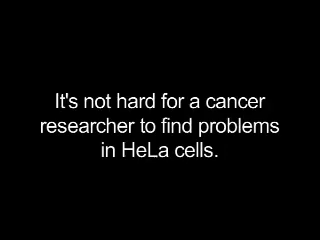 It's not hard for a cancer
researcher to find problems
in HeLa cells.